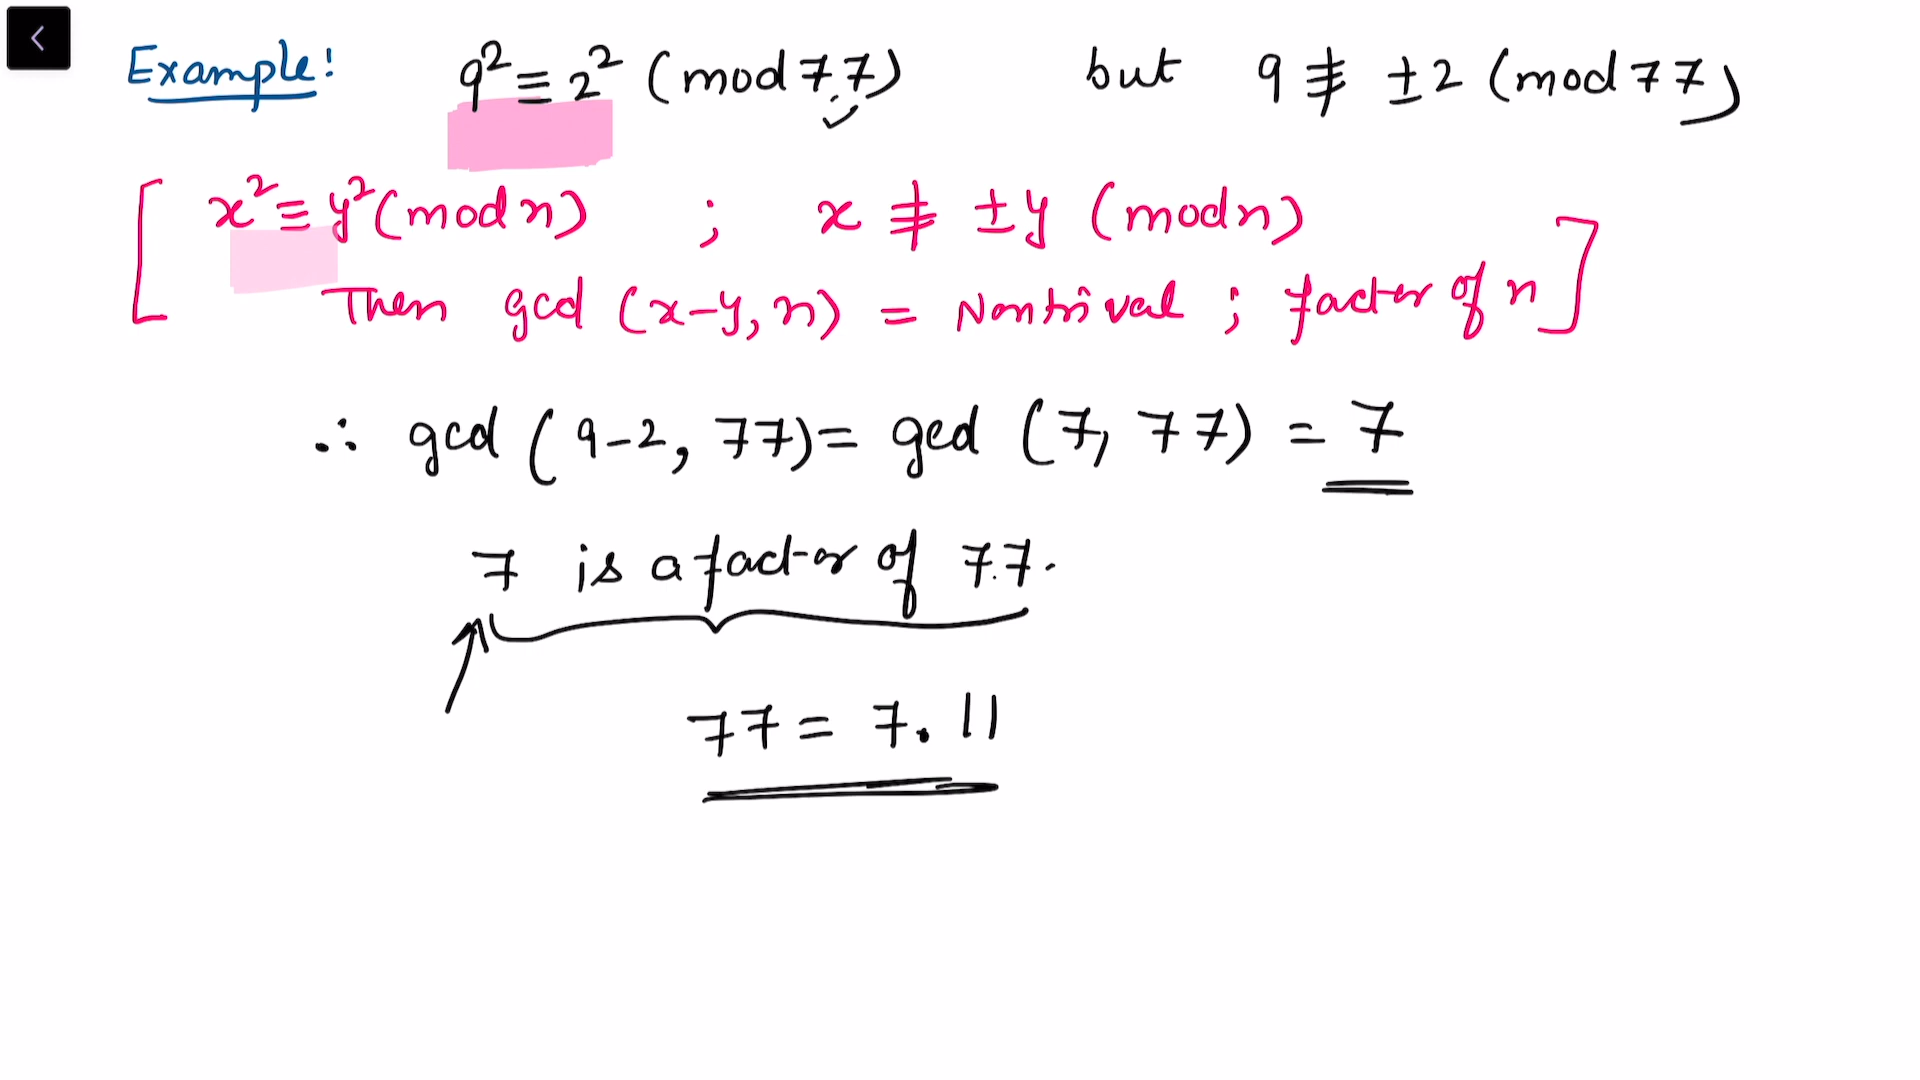 Example! 9² ≡ 2² (mod 77) but 9 ≢ ±2 (mod 77)
[ x² ≡ y² (mod n) ; x ≢ ±y (mod n)
Then gcd (x-y, n) = Nontrival ; factor of n ]
∴ gcd (9-2, 77) = gcd (7, 77) = 7
7 is a factor of 77.
77 = 7. 11